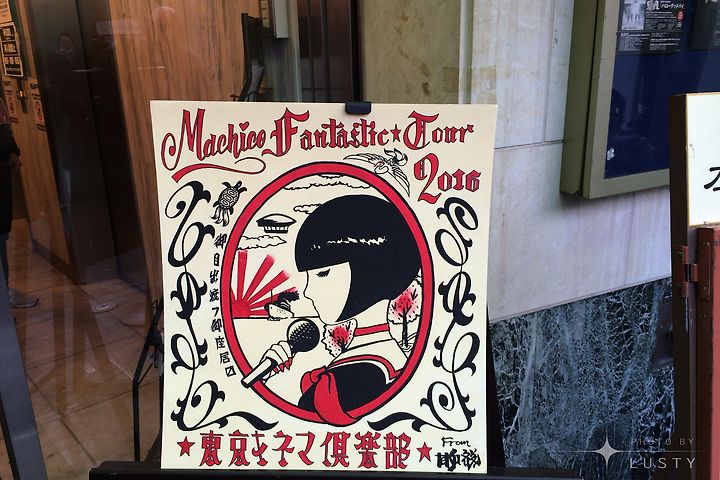 Machico Fantastic★Tour
2016
御目出度う御座居〼
★東京キネマ倶楽部★
From
PHOTO BY
LUSTY